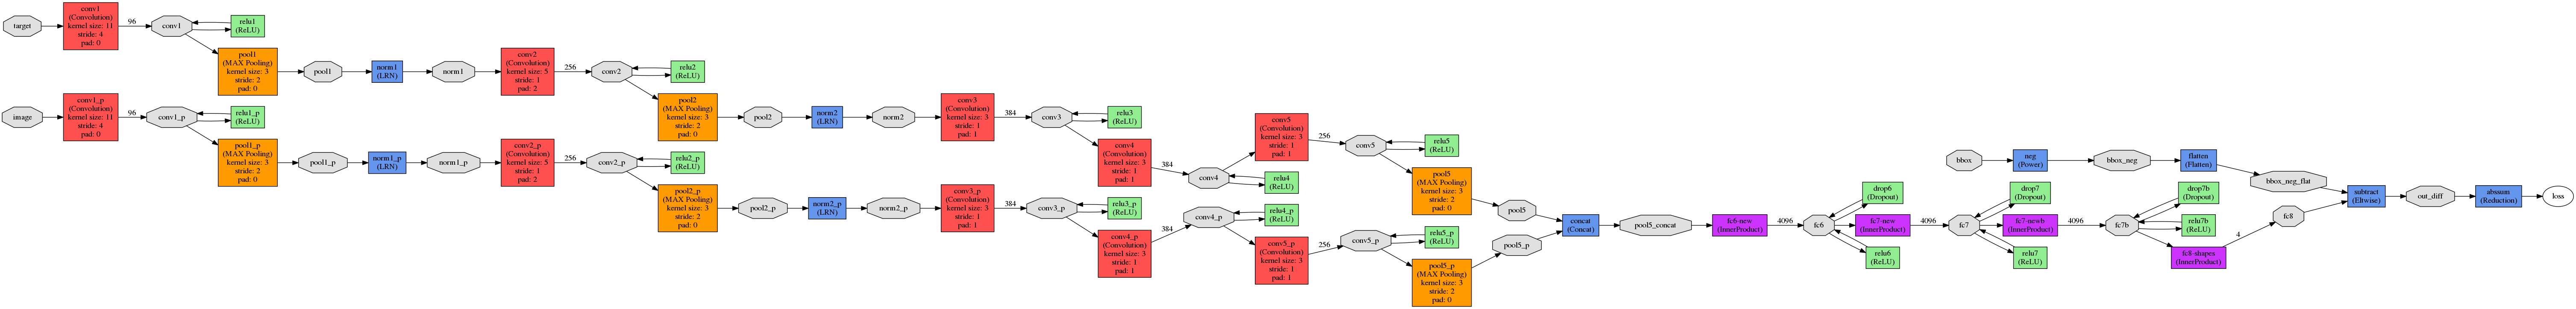 target
conv1
(Convolution)
kernel size: 11
stride: 4
pad: 0
96
conv1
relu1
(ReLU)
pool1
(MAX Pooling)
kernel size: 3
stride: 2
pad: 0
pool1
norm1
(LRN)
norm1
conv2
(Convolution)
kernel size: 5
stride: 1
pad: 2
256
conv2
relu2
(ReLU)
pool2
(MAX Pooling)
kernel size: 3
stride: 2
pad: 0
pool2
norm2
(LRN)
norm2
conv3
(Convolution)
kernel size: 3
stride: 1
pad: 1
384
conv3
relu3
(ReLU)
conv4
(Convolution)
kernel size: 3
stride: 1
pad: 1
384
conv4
relu4
(ReLU)
conv5
(Convolution)
kernel size: 3
stride: 1
pad: 1
256
conv5
relu5
(ReLU)
pool5
(MAX Pooling)
kernel size: 3
stride: 2
pad: 0
pool5
image
conv1_p
(Convolution)
kernel size: 11
stride: 4
pad: 0
96
conv1_p
relu1_p
(ReLU)
pool1_p
(MAX Pooling)
kernel size: 3
stride: 2
pad: 0
pool1_p
norm1_p
(LRN)
norm1_p
conv2_p
(Convolution)
kernel size: 5
stride: 1
pad: 2
256
conv2_p
relu2_p
(ReLU)
pool2_p
(MAX Pooling)
kernel size: 3
stride: 2
pad: 0
pool2_p
norm2_p
(LRN)
norm2_p
conv3_p
(Convolution)
kernel size: 3
stride: 1
pad: 1
384
conv3_p
relu3_p
(ReLU)
conv4_p
(Convolution)
kernel size: 3
stride: 1
pad: 1
384
conv4_p
relu4_p
(ReLU)
conv5_p
(Convolution)
kernel size: 3
stride: 1
pad: 1
256
conv5_p
relu5_p
(ReLU)
pool5_p
(MAX Pooling)
kernel size: 3
stride: 2
pad: 0
pool5_p
concat
(Concat)
pool5_concat
fc6-new
(InnerProduct)
4096
fc6
drop6
(Dropout)
relu6
(ReLU)
fc7-new
(InnerProduct)
4096
fc7
drop7
(Dropout)
relu7
(ReLU)
fc7-newb
(InnerProduct)
4096
fc7b
drop7b
(Dropout)
relu7b
(ReLU)
fc8-shapes
(InnerProduct)
4
fc8
bbox
neg
(Power)
bbox_neg
flatten
(Flatten)
bbox_neg_flat
subtract
(Eltwise)
out_diff
abssum
(Reduction)
loss